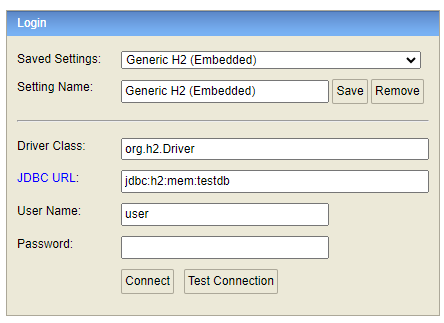 Login
Saved Settings: Generic H2 (Embedded)
Setting Name: Generic H2 (Embedded) Save Remove
Driver Class: org.h2.Driver
JDBC URL: jdbc:h2:mem:testdb
User Name: user
Password:
Connect Test Connection